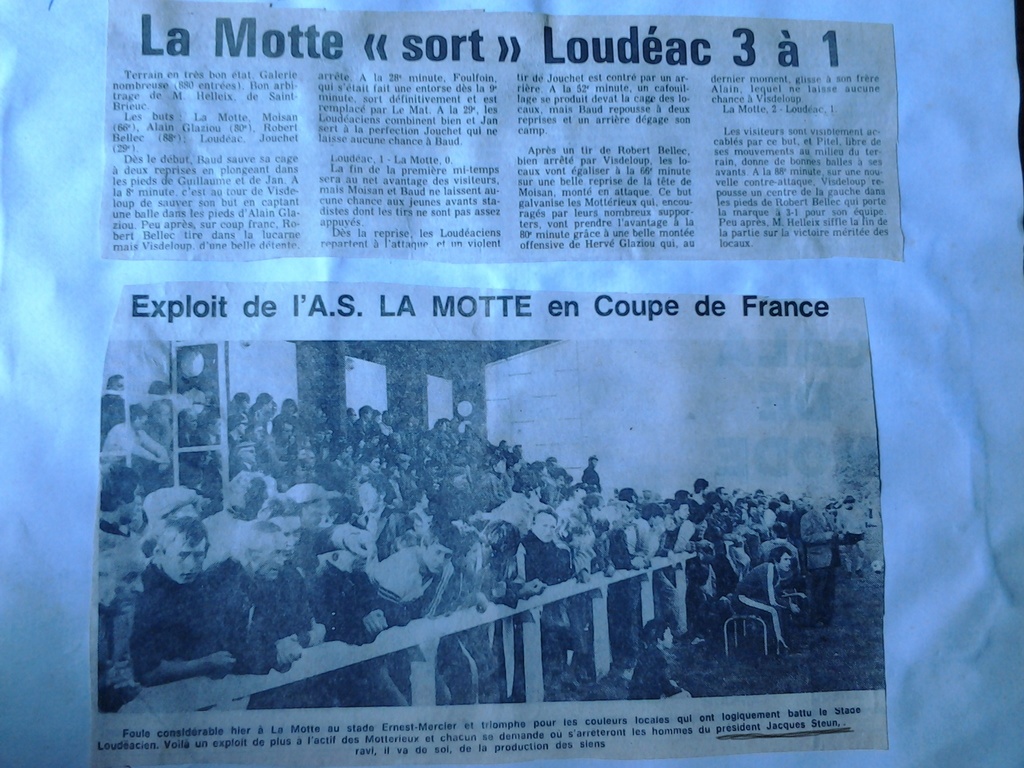 La Motte « sort » Loudéac 3 à 1
Terrain en très bon état. Galerie
nombreuse (880 entrées). Bon arbi-
trage de M. Helleix, de Saint-
Brieuc.
Les buts : La Motte, Moisan
(66e), Alain Glaziou (80e), Robert
Bellec (88e); Loudéac, Jouchet
(29e).
Dès le début, Baud sauve sa cage
à deux reprises en plongeant dans
les pieds de Guillaume et de Jan. A
la 8e minute, c'est au tour de Visde-
loup de sauver son but en captant
une balle dans les pieds d'Alain Gla-
ziou. Peu après, sur coup franc, Ro-
bert Bellec tire dans la lucarne
mais Visdeloup, d'une belle détente,
arrête. A la 28e minute, Foulfoin,
qui s'était fait une entorse dès la 9e
minute, sort définitivement et est
remplacé par Le Mat. A la 29e, les
Loudéaciens combinent bien et Jan
sert à la perfection Jouchet qui ne
laisse aucune chance à Baud.
Loudéac, 1 - La Motte, 0.
La fin de la première mi-temps
sera au net avantage des visiteurs,
mais Moisan et Baud ne laissent au-
cune chance aux jeunes avants sta-
distes dont les tirs ne sont pas assez
appuyés.
Dès la reprise, les Loudéaciens
repartent à l'attaque, et un violent
tir de Jouchet est contré par un ar-
rière. A la 52e minute, un cafouil-
lage se produit devant la cage des lo-
caux, mais Baud repousse à deux
reprises et un arrière dégage son
camp.
Après un tir de Robert Bellec,
bien arrêté par Visdeloup, les lo-
caux vont égaliser à la 66e minute
sur une belle reprise de la tête de
Moisan, monté en attaque. Ce but
galvanise les Mottérieux qui, encou-
ragés par leurs nombreux suppor-
ters, vont prendre l'avantage à la
80e minute grâce à une belle montée
offensive de Hervé Glaziou qui, au
dernier moment, glisse à son frère
Alain, lequel ne laisse aucune
chance à Visdeloup
La Motte, 2 - Loudéac, 1.
Les visiteurs sont visiblement ac-
cablés par ce but, et Pitel, libre de
ses mouvements au milieu du ter-
rain, donne de bonnes balles à ses
avants. A la 88e minute, sur une nou-
velle contre-attaque, Visdeloup re-
pousse un centre de la gauche dans
les pieds de Robert Bellec qui porte
la marque à 3-1 pour son équipe.
Peu après, M. Helleix siffle la fin de
la partie sur la victoire méritée des
locaux.
Exploit de l'A.S. LA MOTTE en Coupe de France
Foule considérable hier à La Motte au stade Ernest-Mercier et triomphe pour les couleurs locales qui ont logiquement battu le Stade
Loudéacien. Voilà un exploit de plus à l'actif des Motterieux et chacun se demande où s'arrêteront les hommes du président Jacques Steun,
ravi, il va de soi, de la production des siens